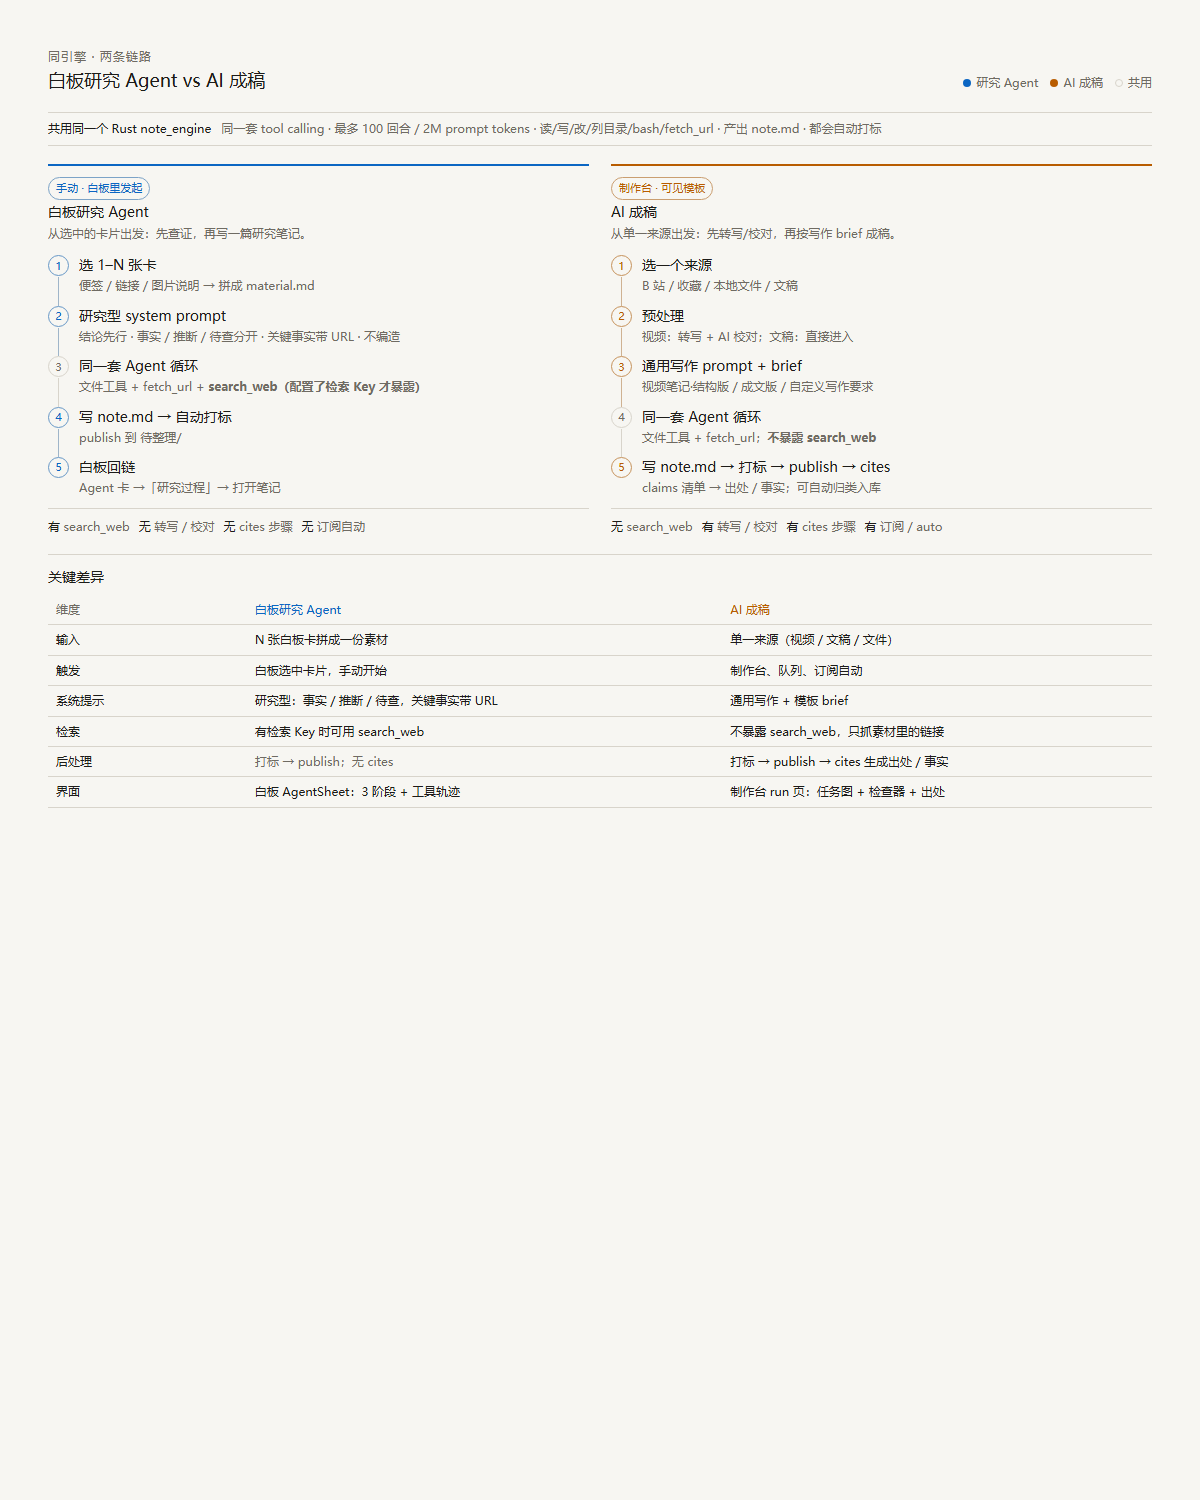 同引擎 · 两条链路
白板研究 Agent vs AI 成稿
研究 Agent AI 成稿 共用
共用同一个 Rust note_engine 同一套 tool calling · 最多 100 回合 / 2M prompt tokens · 读/写/改/列目录/bash/fetch_url · 产出 note.md · 都会自动打标
手动 · 白板里发起
白板研究 Agent
从选中的卡片出发：先查证，再写一篇研究笔记。
1 选 1–N 张卡
便签 / 链接 / 图片说明 → 拼成 material.md
2 研究型 system prompt
结论先行 · 事实 / 推断 / 待查分开 · 关键事实带 URL · 不编造
3 同一套 Agent 循环
文件工具 + fetch_url + search_web（配置了检索 Key 才暴露）
4 写 note.md → 自动打标
publish 到 待整理/
5 白板回链
Agent 卡 →「研究过程」→ 打开笔记
有 search_web 无 转写 / 校对 无 cites 步骤 无 订阅自动
制作台 · 可见模板
AI 成稿
从单一来源出发：先转写/校对，再按写作 brief 成稿。
1 选一个来源
B 站 / 收藏 / 本地文件 / 文稿
2 预处理
视频：转写 + AI 校对；文稿：直接进入
3 通用写作 prompt + brief
视频笔记·结构版 / 成文版 / 自定义写作要求
4 同一套 Agent 循环
文件工具 + fetch_url；不暴露 search_web
5 写 note.md → 打标 → publish → cites
claims 清单 → 出处 / 事实；可自动归类入库
无 search_web 有 转写 / 校对 有 cites 步骤 有 订阅 / auto
关键差异
维度 白板研究 Agent AI 成稿
输入 N 张白板卡拼成一份素材 单一来源（视频 / 文稿 / 文件）
触发 白板选中卡片，手动开始 制作台、队列、订阅自动
系统提示 研究型：事实 / 推断 / 待查，关键事实带 URL 通用写作 + 模板 brief
检索 有检索 Key 时可用 search_web 不暴露 search_web，只抓素材里的链接
后处理 打标 → publish；无 cites 打标 → publish → cites 生成出处 / 事实
界面 白板 AgentSheet：3 阶段 + 工具轨迹 制作台 run 页：任务图 + 检查器 + 出处